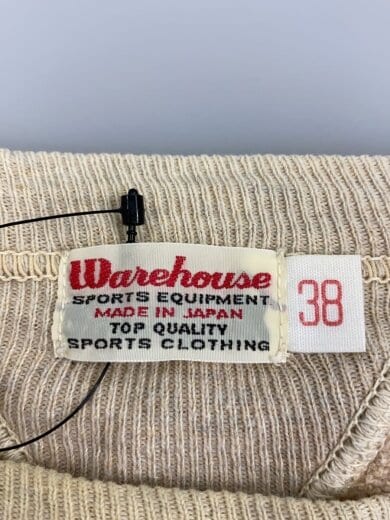 Warehouse
SPORTS EQUIPMENT
MADE IN JAPAN
TOP QUALITY
SPORTS CLOTHING
38